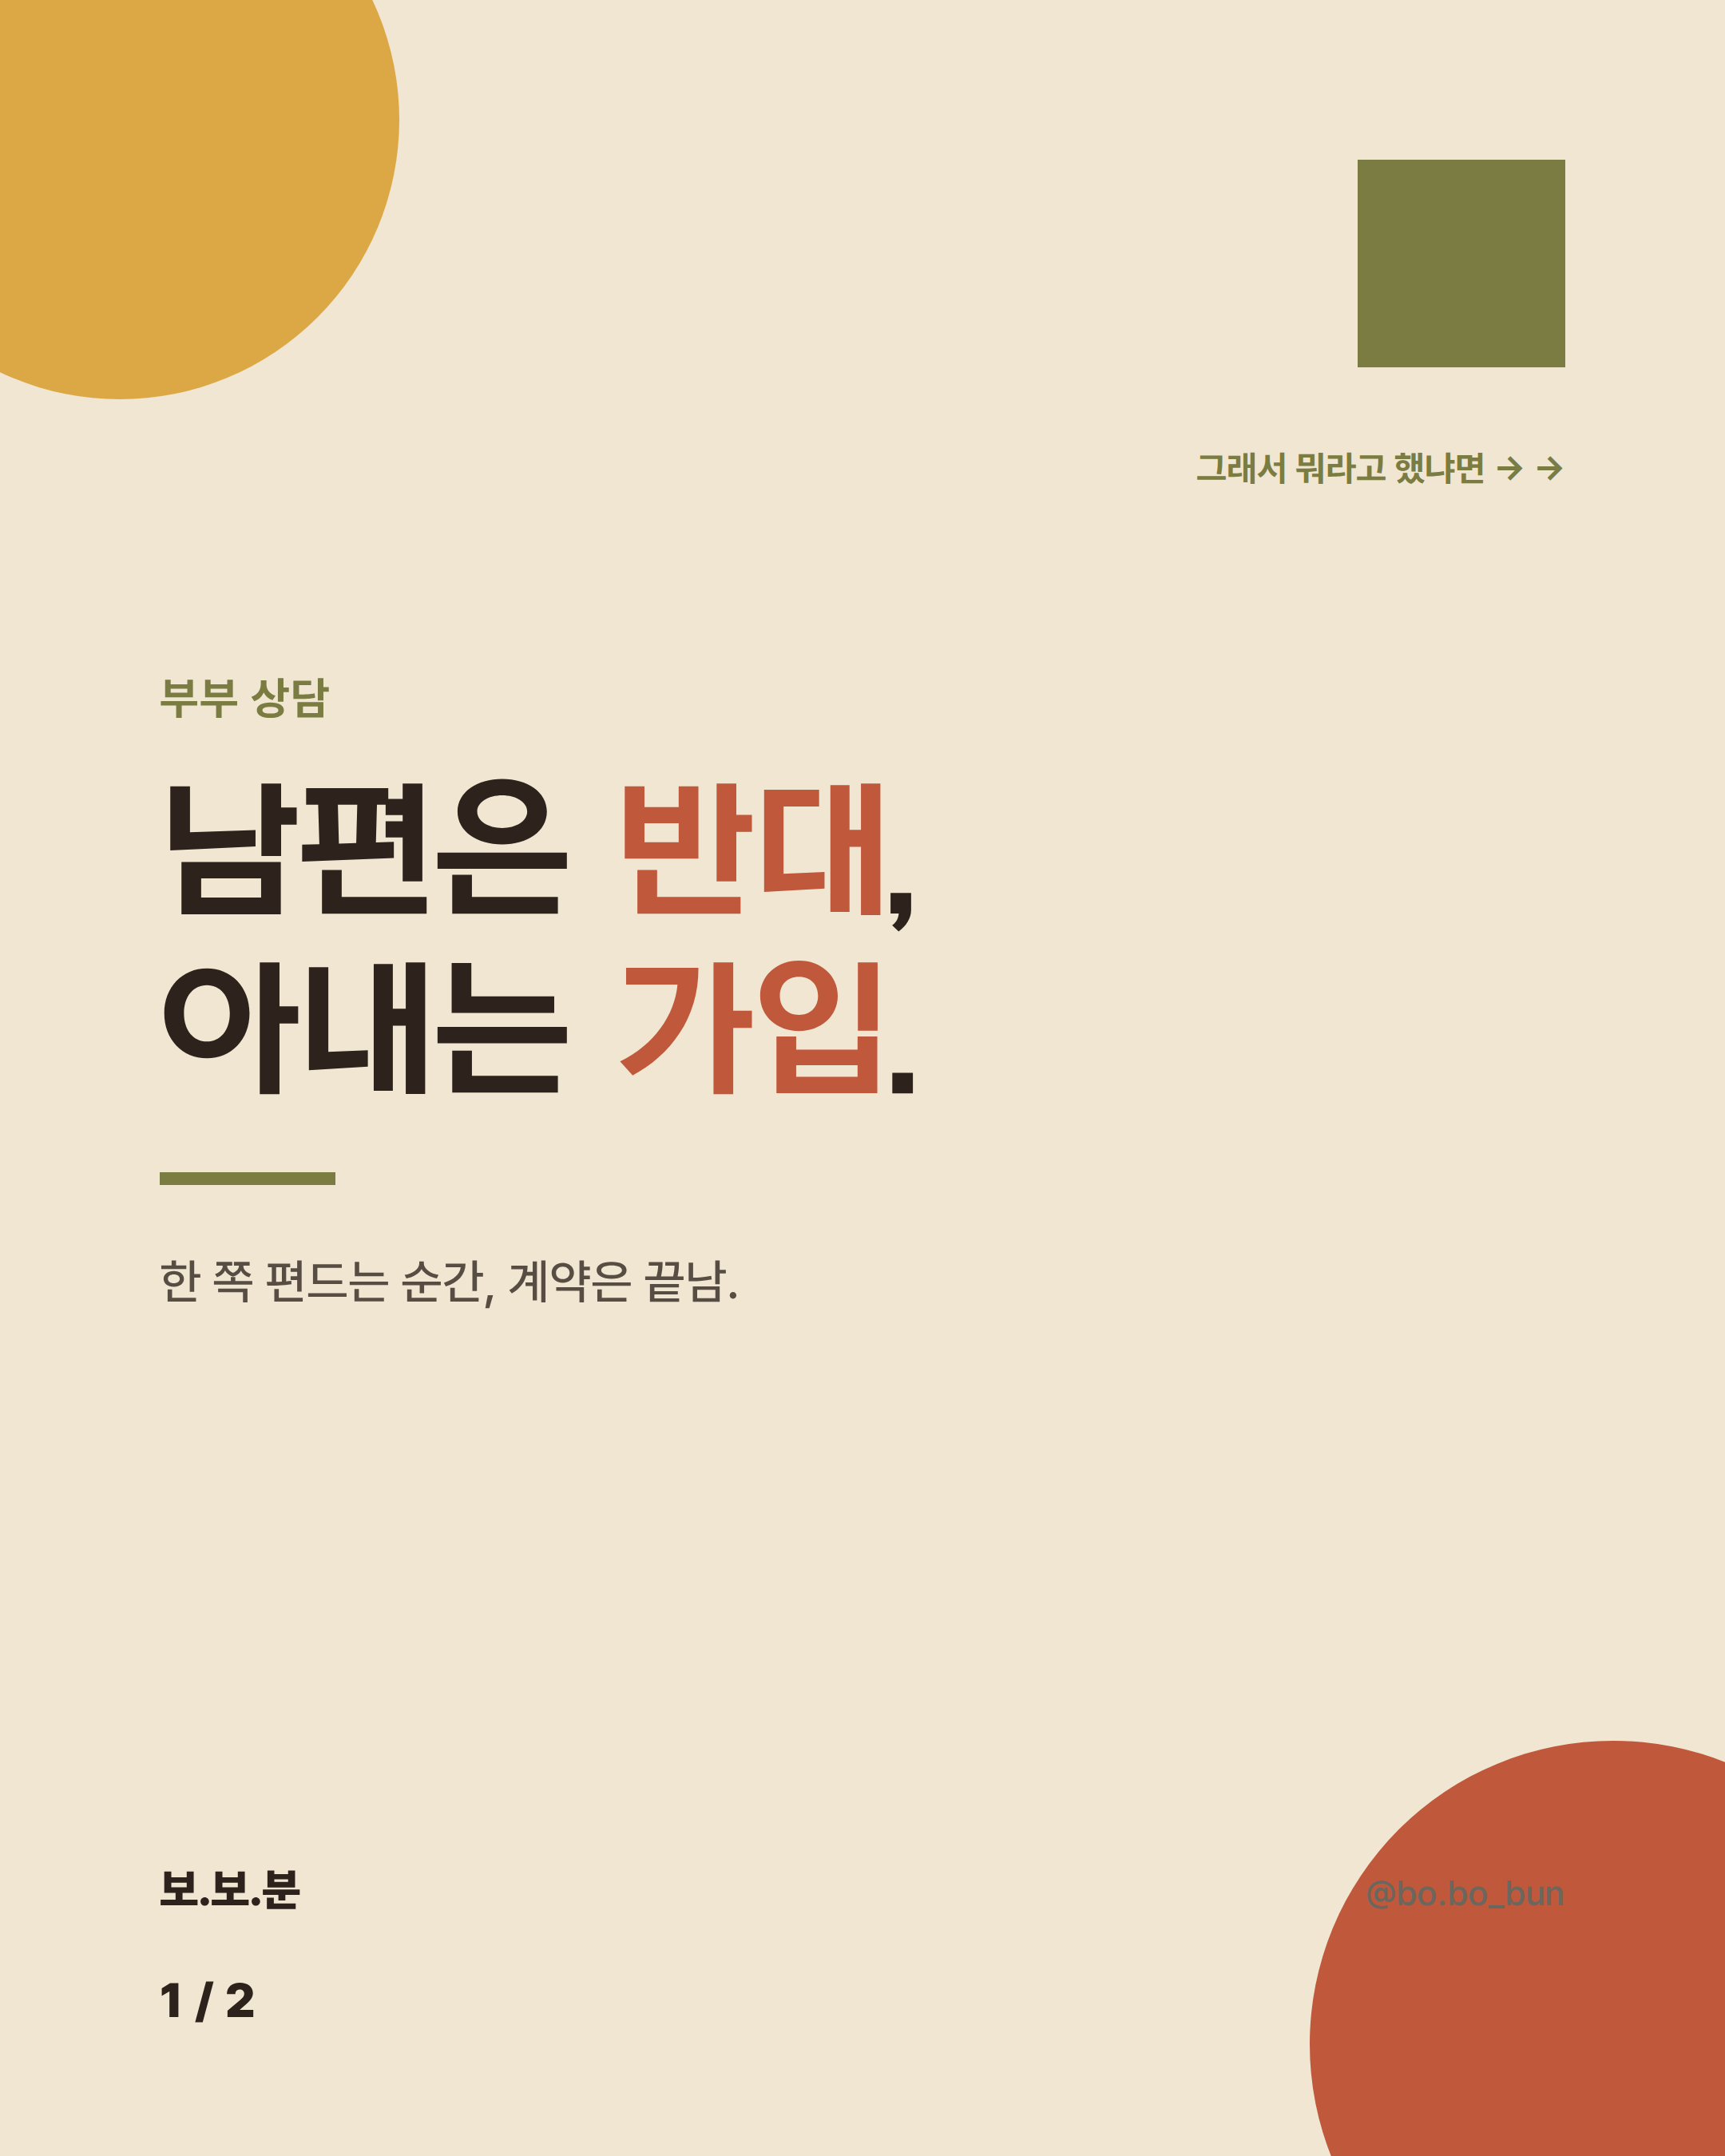 그래서 뭐라고 했냐면 → →
부부 상담
남편은 반대,
아내는 가입.
한 쪽 편드는 순간, 계약은 끝남.
보.보.분
@bo.bo_bun
1 / 2